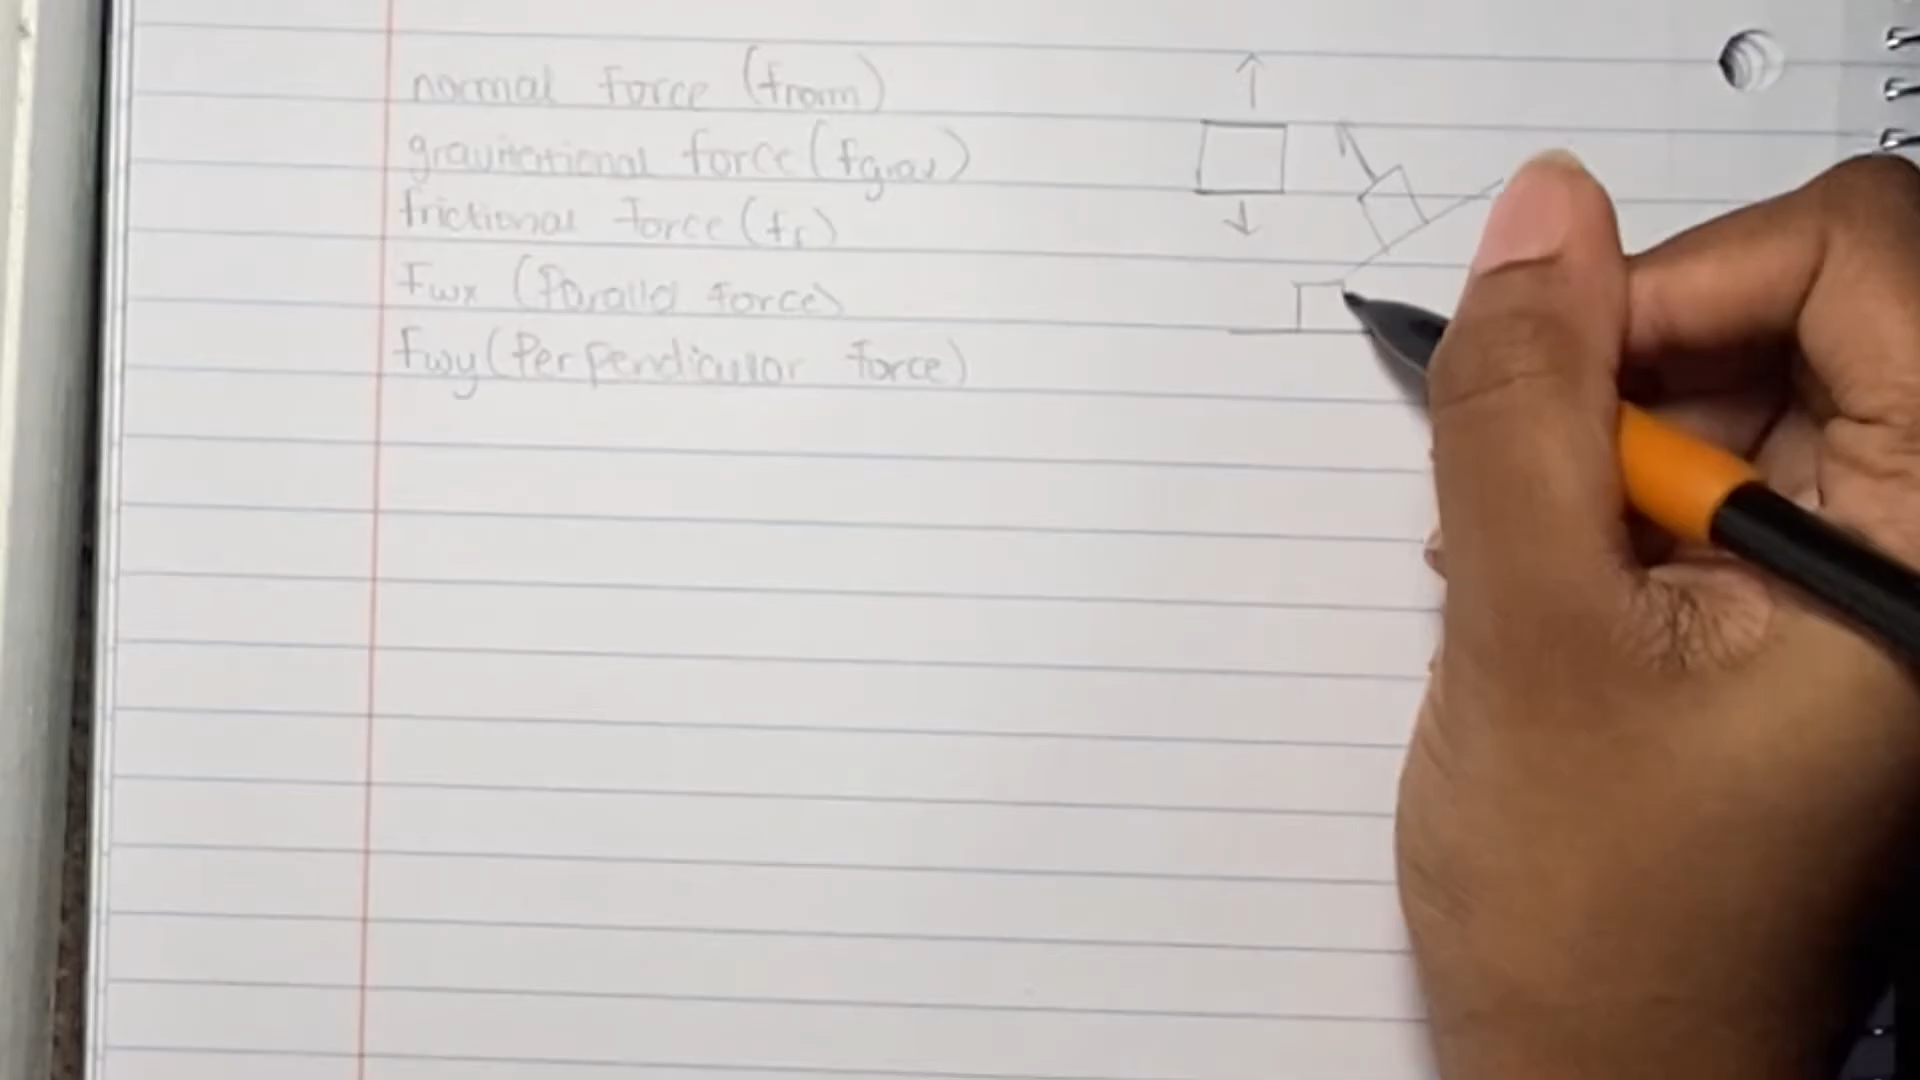 normal force (fnorm)
gravitational force (fgrav)
frictional force (fr)
fwx (Parallel force)
fwy (Perpendicular force)